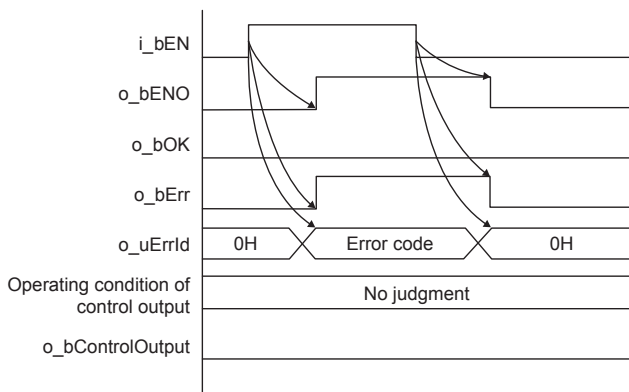 i_bEN
o_bENO
o_bOK
o_bErr
o_uErrId 0H Error code 0H
Operating condition of
control output
No judgment
o_bControlOutput